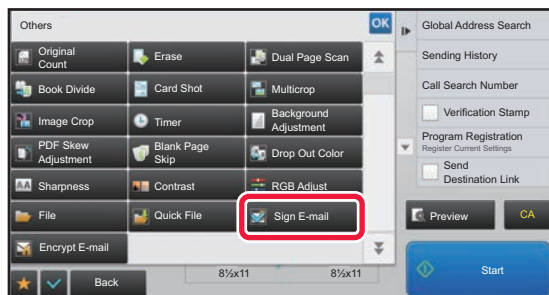 Others
OK
Original
Count
Erase
Dual Page Scan
Book Divide
Card Shot
Multicrop
Image Crop
Timer
Background
Adjustment
PDF Skew
Adjustment
Blank Page
Skip
Drop Out Color
AA Sharpness
Contrast
RGB Adjust
File
Quick File
Sign E-mail
Encrypt E-mail
Back
8½x11
8½x11
Global Address Search
Sending History
Call Search Number
Verification Stamp
Program Registration
Register Current Settings
Send
Destination Link
Preview
CA
Start